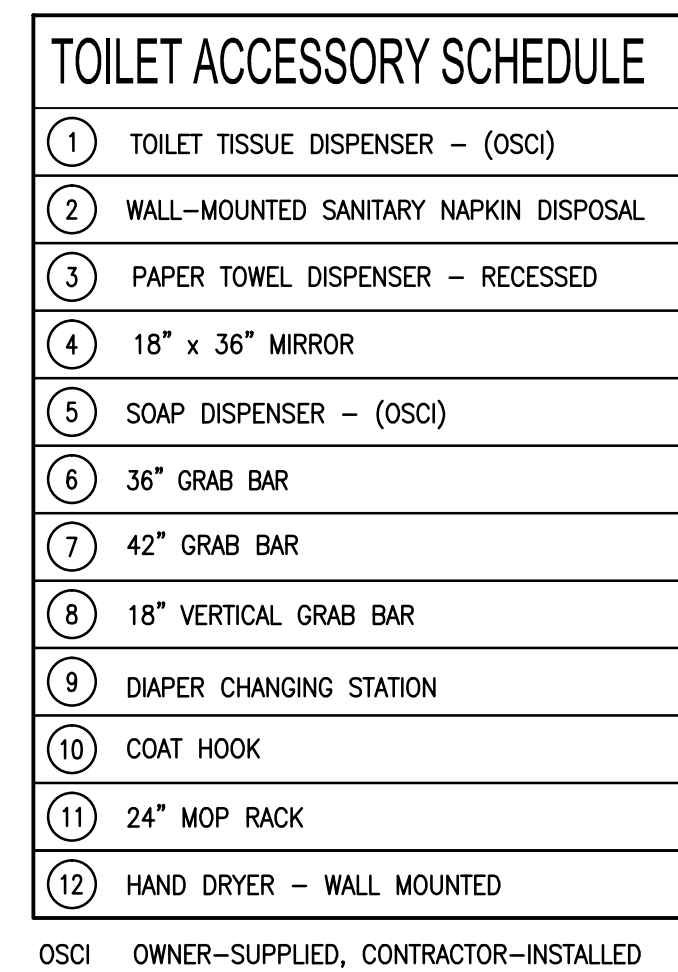 TOILET ACCESSORY SCHEDULE
1 TOILET TISSUE DISPENSER – (OSCI)
2 WALL–MOUNTED SANITARY NAPKIN DISPOSAL
3 PAPER TOWEL DISPENSER – RECESSED
4 18" x 36" MIRROR
5 SOAP DISPENSER – (OSCI)
6 36" GRAB BAR
7 42" GRAB BAR
8 18" VERTICAL GRAB BAR
9 DIAPER CHANGING STATION
10 COAT HOOK
11 24" MOP RACK
12 HAND DRYER – WALL MOUNTED
OSCI OWNER–SUPPLIED, CONTRACTOR–INSTALLED